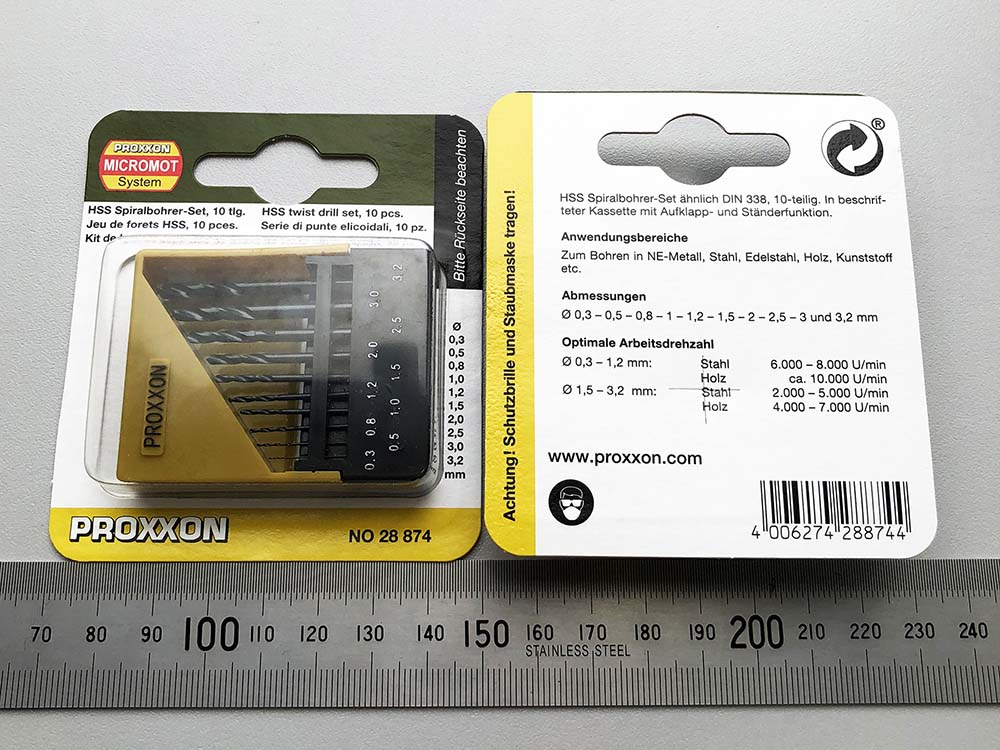 PROXXON
MICROMOT
System
HSS Spiralbohrer-Set, 10 tlg.
Jeu de forets HSS, 10 pces.
Kit de
HSS twist drill set, 10 pcs.
Serie di punte elicoidali, 10 pz.
Bitte Rückseite beachten
PROXXON
3.2
3.0
2.5
2.0
1.5
1.2
1.0
0.8
0.5
0.3
Ø
0,3
0,5
0,8
1,0
1,2
1,5
2,0
2,5
3,0
3,2
mm
PROXXON
NO 28 874
Achtung! Schutzbrille und Staubmaske tragen!
®
HSS Spiralbohrer-Set ähnlich DIN 338, 10-teilig. In beschrif-
teter Kassette mit Aufklapp- und Ständerfunktion.
Anwendungsbereiche
Zum Bohren in NE-Metall, Stahl, Edelstahl, Holz, Kunststoff
etc.
Abmessungen
Ø 0,3 – 0,5 – 0,8 – 1 – 1,2 – 1,5 – 2 – 2,5 – 3 und 3,2 mm
Optimale Arbeitsdrehzahl
Ø 0,3 – 1,2 mm: Stahl 6.000 - 8.000 U/min
Holz ca. 10.000 U/min
Ø 1,5 – 3,2 mm: Stahl 2.000 - 5.000 U/min
Holz 4.000 - 7.000 U/min
www.proxxon.com
4 006274 288744
70 80 90 100 110 120 130 140 150 160 170 180 190 200 210 220 230 240
STAINLESS STEEL